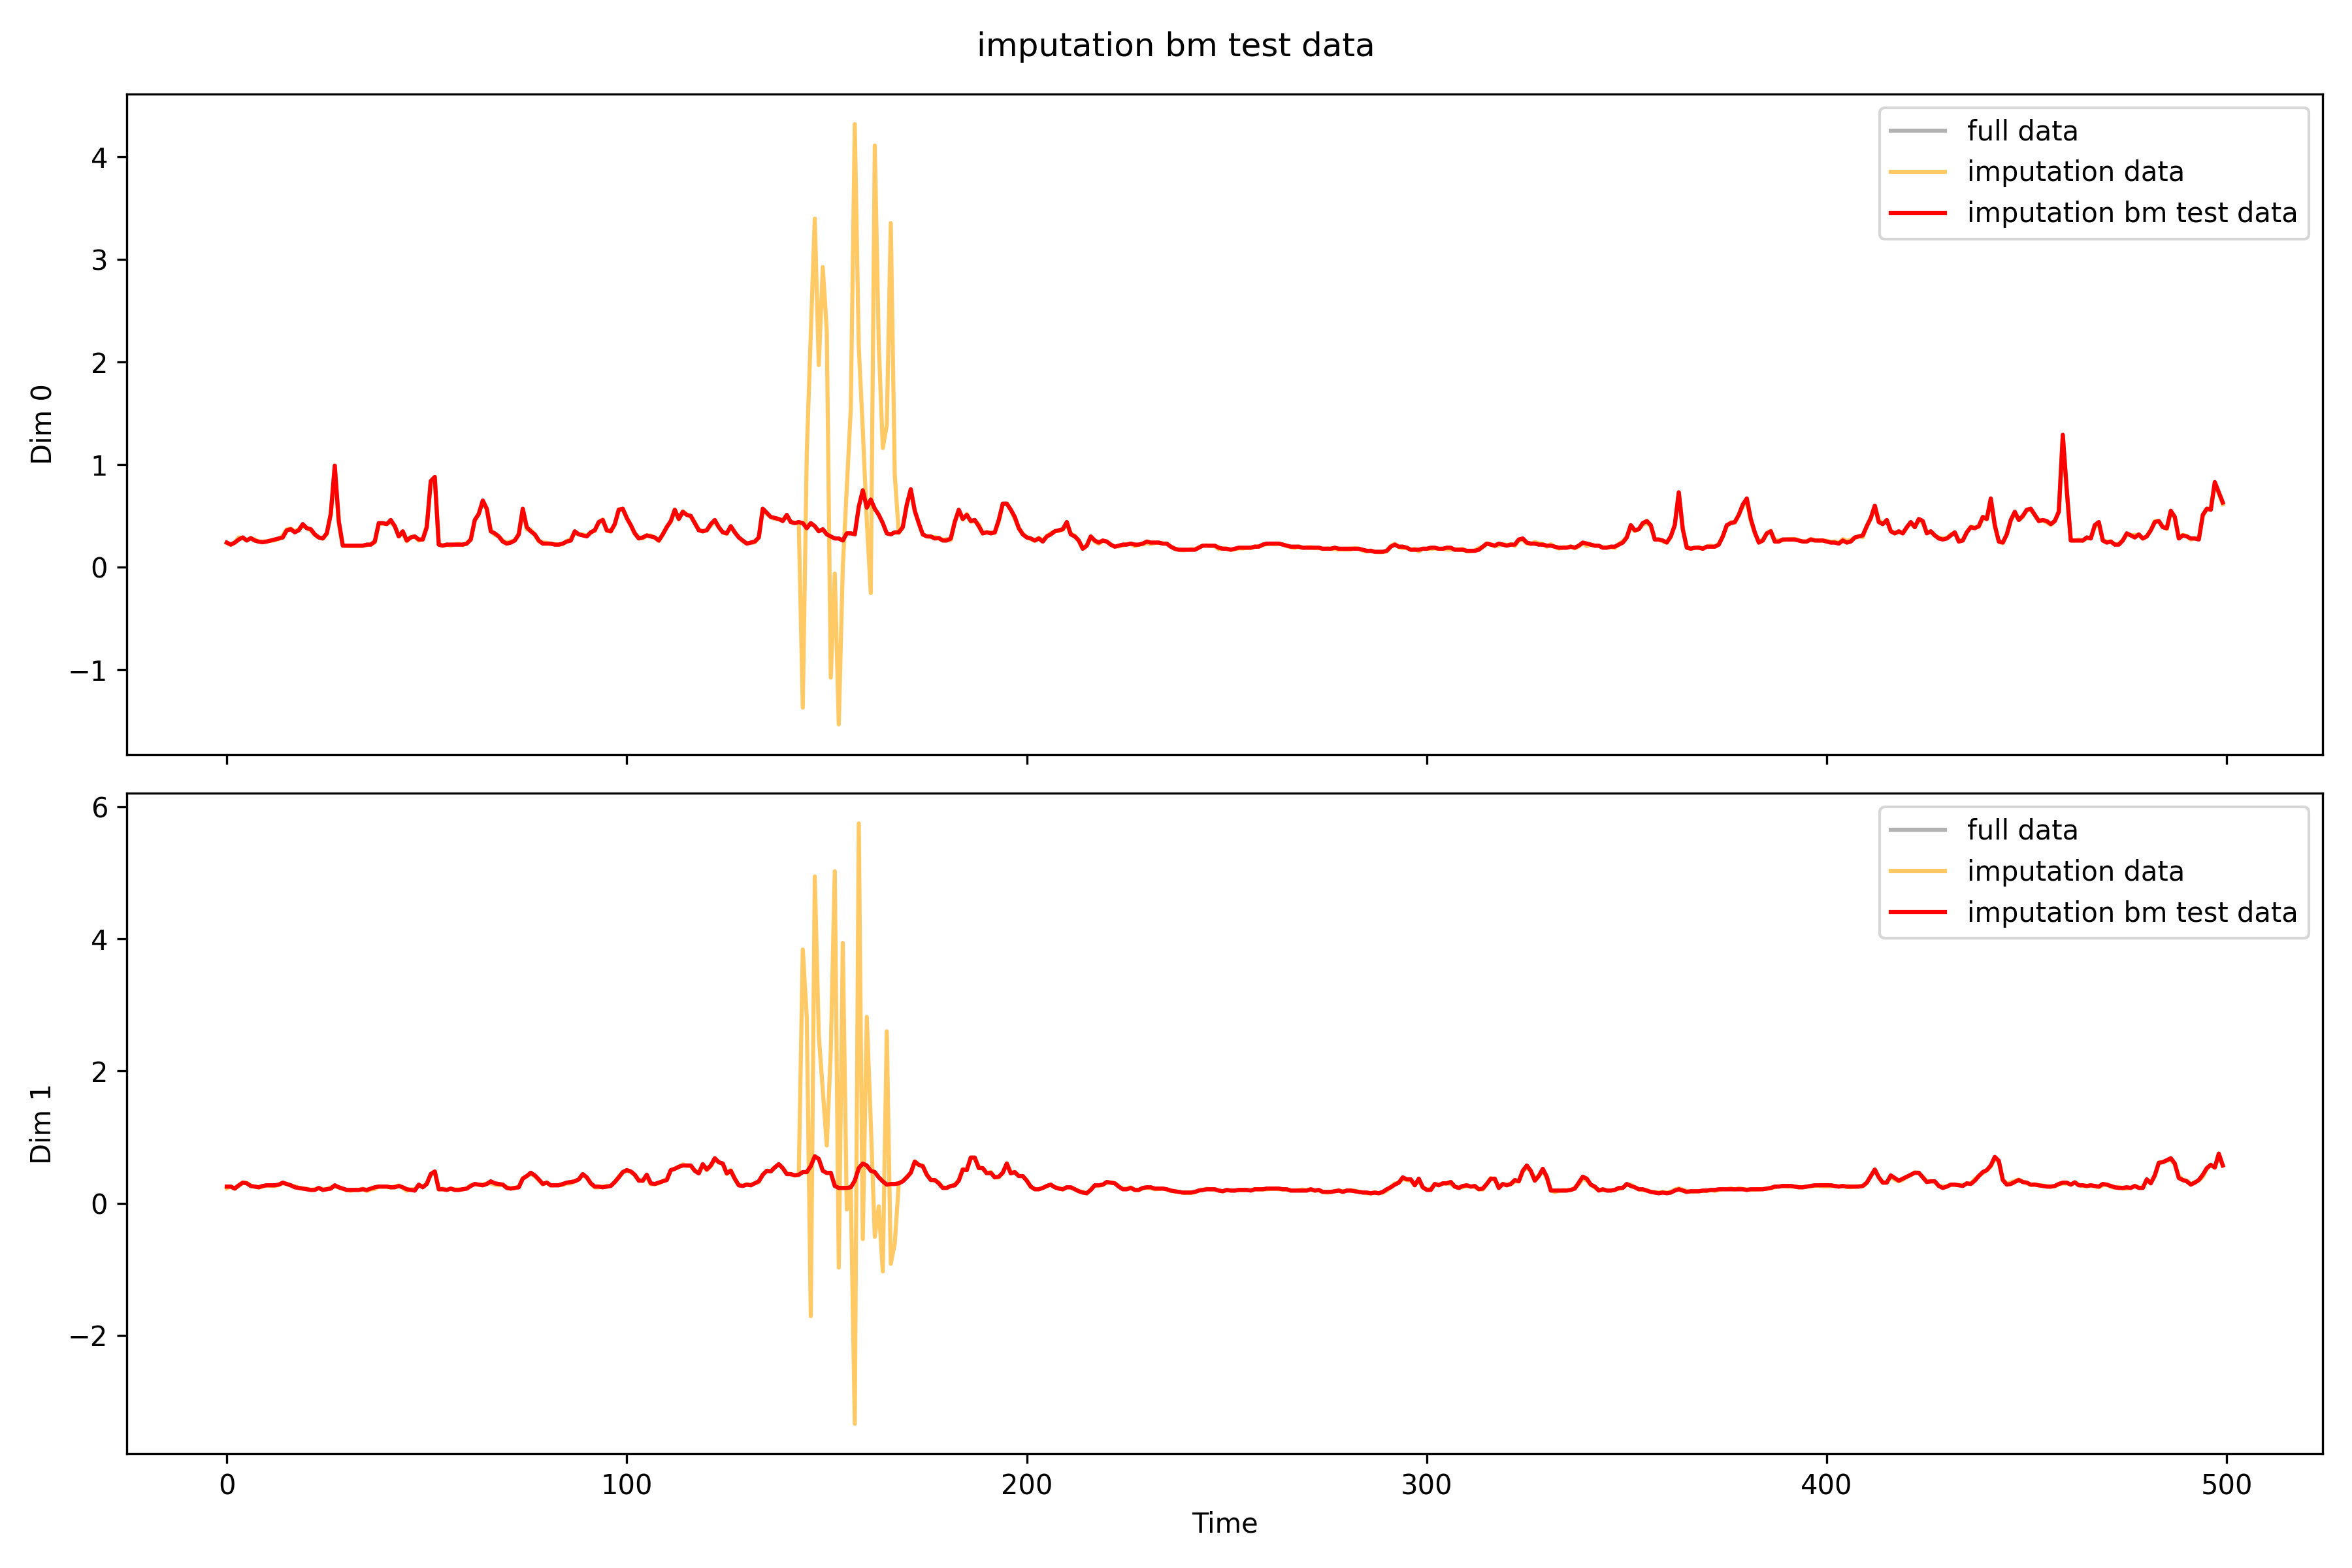 imputation bm test data
full data
imputation data
imputation bm test data
4
3
2
1
0
−1
Dim 0
full data
imputation data
imputation bm test data
6
4
2
0
−2
Dim 1
0 100 200 300 400 500
Time